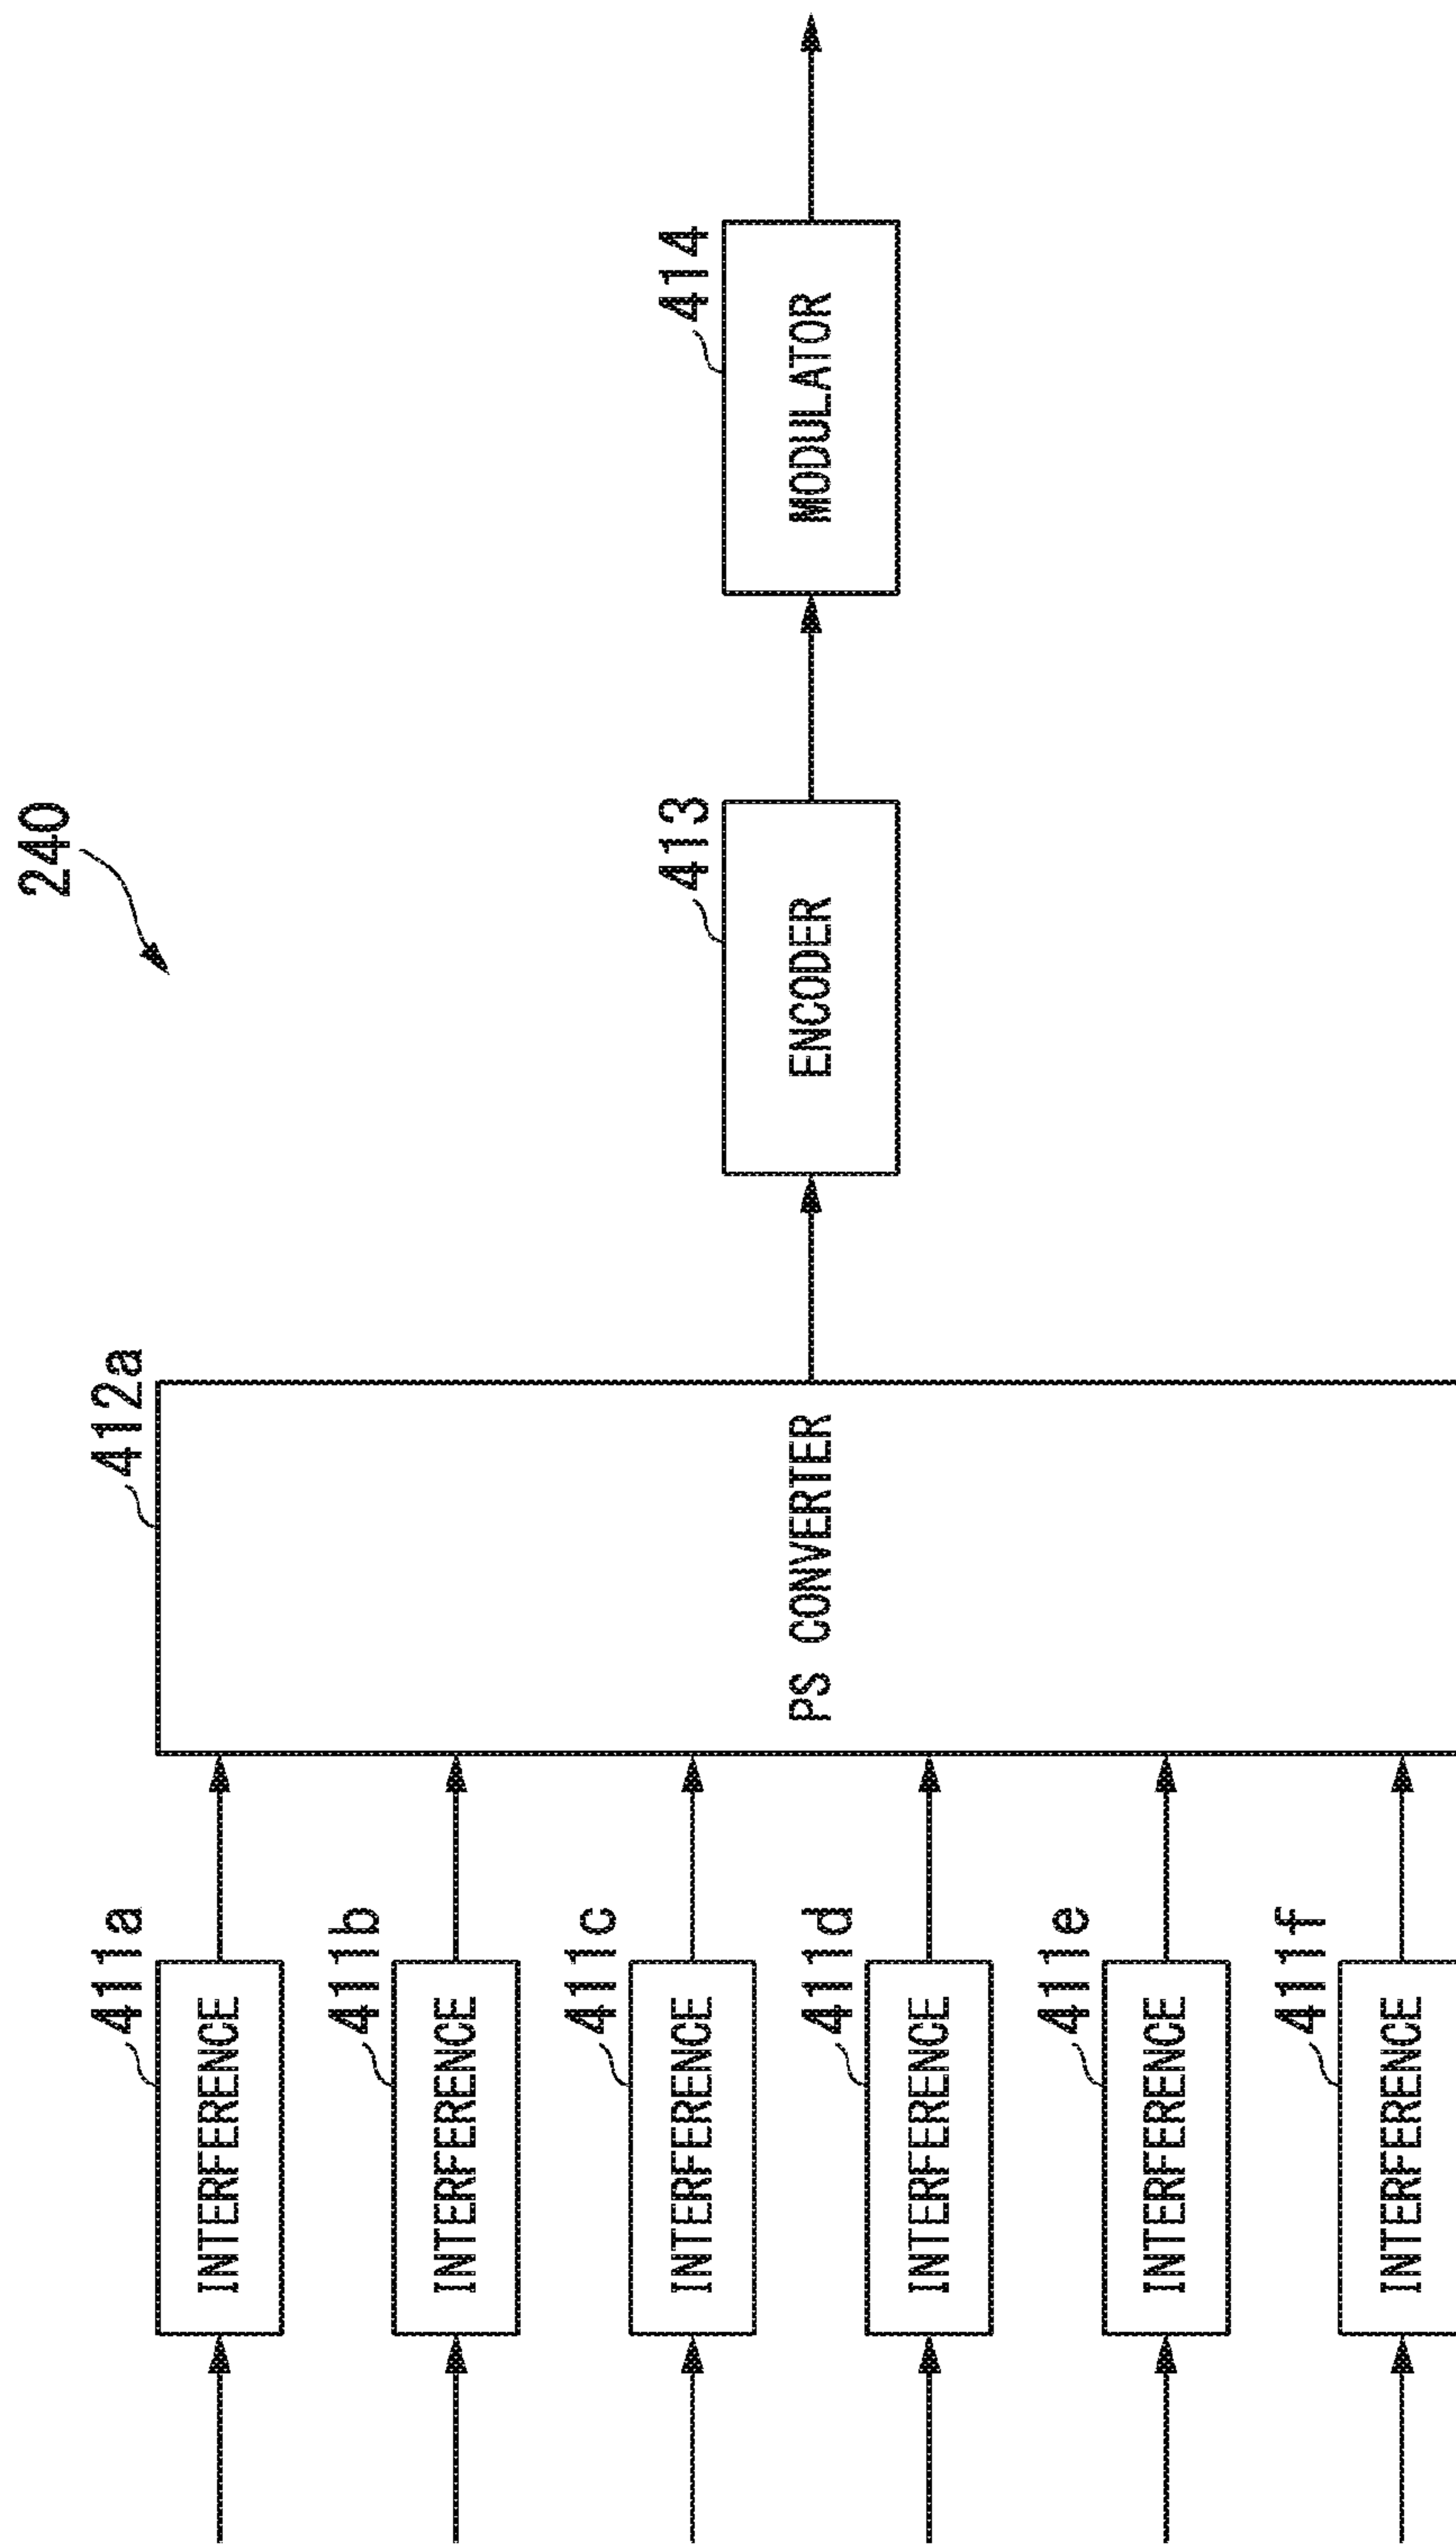 240
411a
INTERFERENCE
411b
INTERFERENCE
411c
INTERFERENCE
411d
INTERFERENCE
411e
INTERFERENCE
411f
INTERFERENCE
412a
PS CONVERTER
413
ENCODER
414
MODULATOR